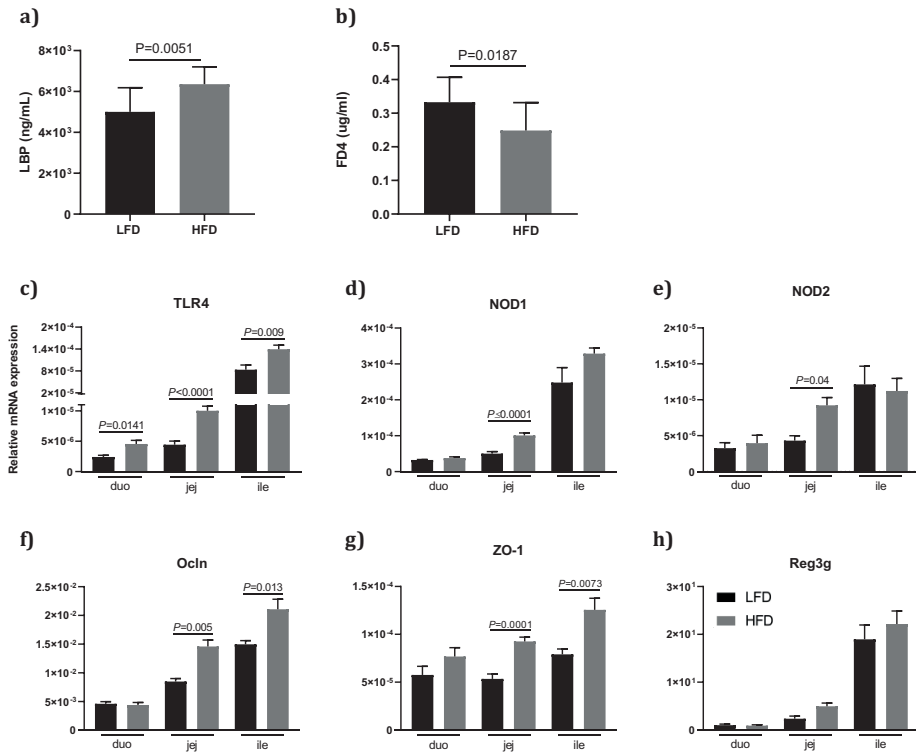 a)
P=0.0051
8×10³
6×10³
4×10³
2×10³
0
LBP (ng/mL)
LFD
HFD
b)
P=0.0187
0.5
0.4
0.3
0.2
0.1
0.0
FD4 (ug/ml)
LFD
HFD
c)
TLR4
Relative mRNA expression
2×10⁻⁴
1.4×10⁻⁴
8×10⁻⁵
2×10⁻⁵
1×10⁻⁵
5×10⁻⁶
0
P=0.0141
P<0.0001
P=0.009
duo
jej
ile
d)
NOD1
4×10⁻⁴
3×10⁻⁴
2×10⁻⁴
1×10⁻⁴
0
P≤0.0001
duo
jej
ile
e)
NOD2
2×10⁻⁵
1×10⁻⁵
1×10⁻⁵
5×10⁻⁶
0
P=0.04
duo
jej
ile
f)
Ocln
2.5×10⁻²
2×10⁻²
1.5×10⁻²
1×10⁻²
5×10⁻³
0
P=0.005
P=0.013
duo
jej
ile
g)
ZO-1
1.5×10⁻⁴
1×10⁻⁴
5×10⁻⁵
0
P=0.0001
P=0.0073
duo
jej
ile
h)
Reg3g
3×10¹
2×10¹
1×10¹
0
LFD
HFD
duo
jej
ile